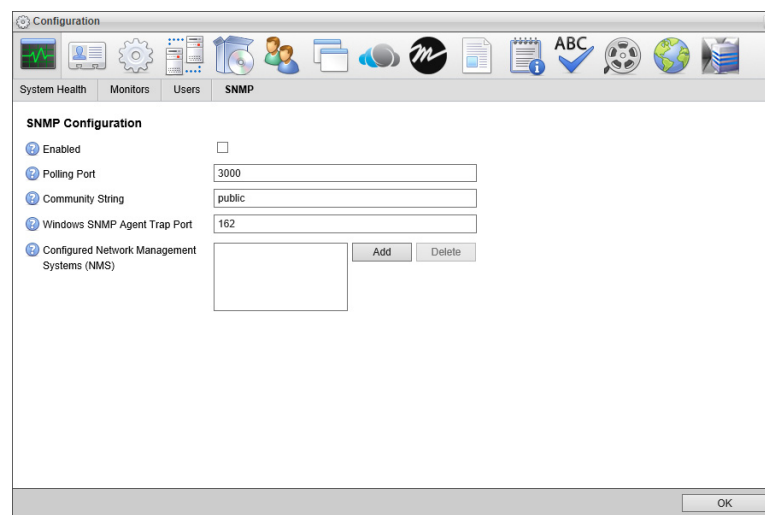 Configuration
ABC
System Health Monitors Users SNMP
SNMP Configuration
Enabled
Polling Port 3000
Community String public
Windows SNMP Agent Trap Port 162
Configured Network Management Add Delete
Systems (NMS)
OK